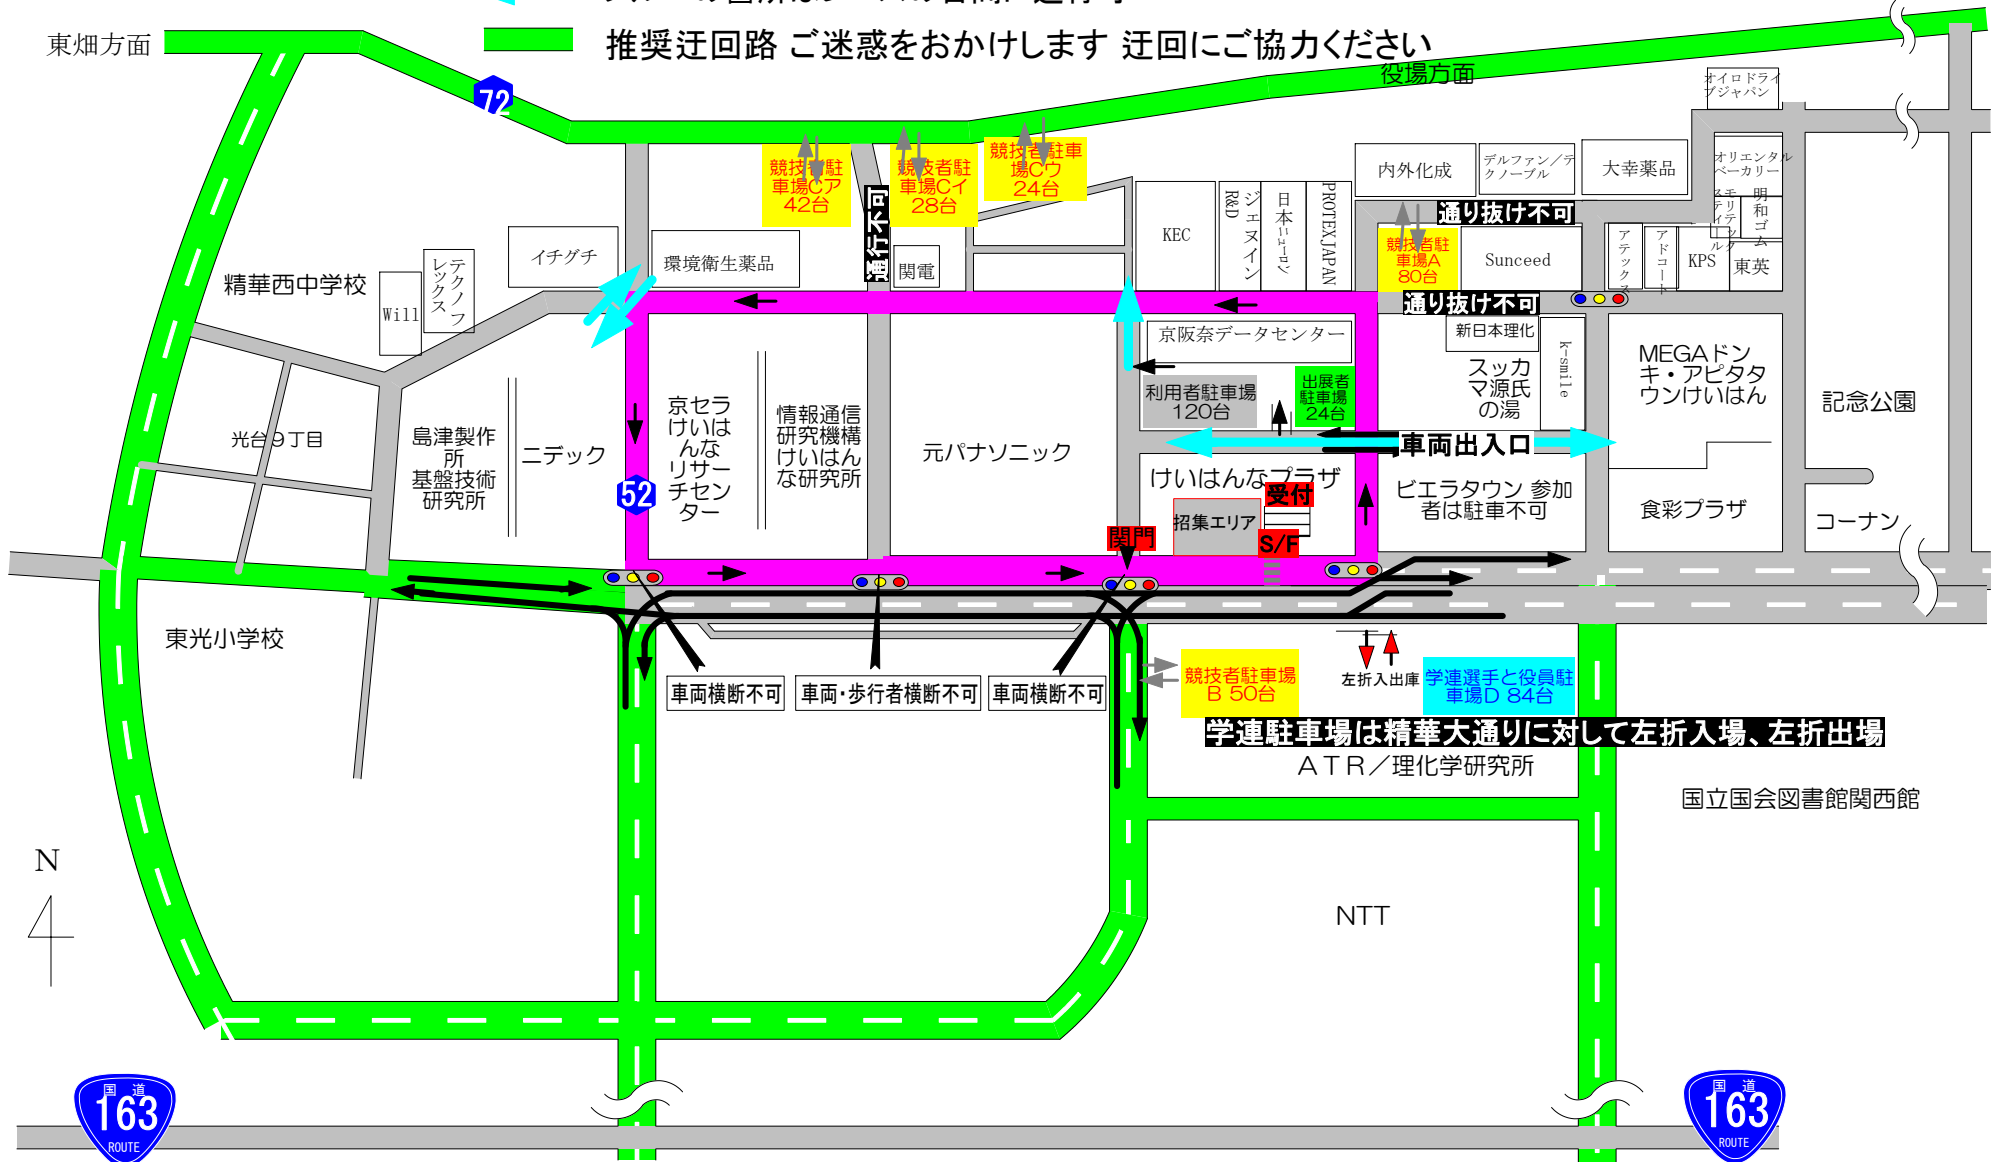 東畑方面
推奨迂回路 ご迷惑をおかけします 迂回にご協力ください
役場方面
72
オイロドライ
ブジャパン
競技者駐
車場Cア
42台
競技者駐
車場Cイ
28台
競技者駐車
場Cウ
24台
通行不可
内外化成
デルファン/テ
クノーブル
大幸薬品
オリエンタル
ベーカリー
KEC
ジェヌイン
R&D
日本ニューロン
PROTEXJAPAN
通り抜け不可
競技者駐
車場A
80台
Sunceed
アテックス
アドコート
KPS
モリテック
スティール
明和ゴム
東英
イチグチ
環境衛生薬品
関電
精華西中学校
Will
テクノフ
レックス
通り抜け不可
新日本理化
k-smile
スッカ
マ源氏
の湯
MEGAドン
キ・アピタタ
ウンけいはん
記念公園
京阪奈データセンター
利用者駐車場
120台
出展者
駐車場
24台
車両出入口
光台9丁目
島津製作
所
基盤技術
研究所
ニデック
京セラ
けいは
んな
リサー
チセン
ター
情報通信
研究機構
けいはん
な研究所
元パナソニック
けいはんなプラザ
52
受付
招集エリア
関門
S/F
ビエラタウン 参加
者は駐車不可
食彩プラザ
コーナン
東光小学校
車両横断不可
車両・歩行者横断不可
車両横断不可
競技者駐車場
B 50台
左折入出庫
学連選手と役員駐
車場D 84台
学連駐車場は精華大通りに対して左折入場、左折出場
ATR/理化学研究所
国立国会図書館関西館
N
NTT
国道
163
ROUTE
国道
163
ROUTE